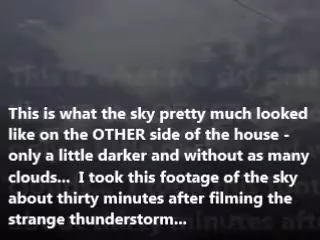 This is what the sky pretty much looked
like on the OTHER side of the house -
only a little darker and without as many
clouds...  I took this footage of the sky
about thirty minutes after filming the
strange thunderstorm...